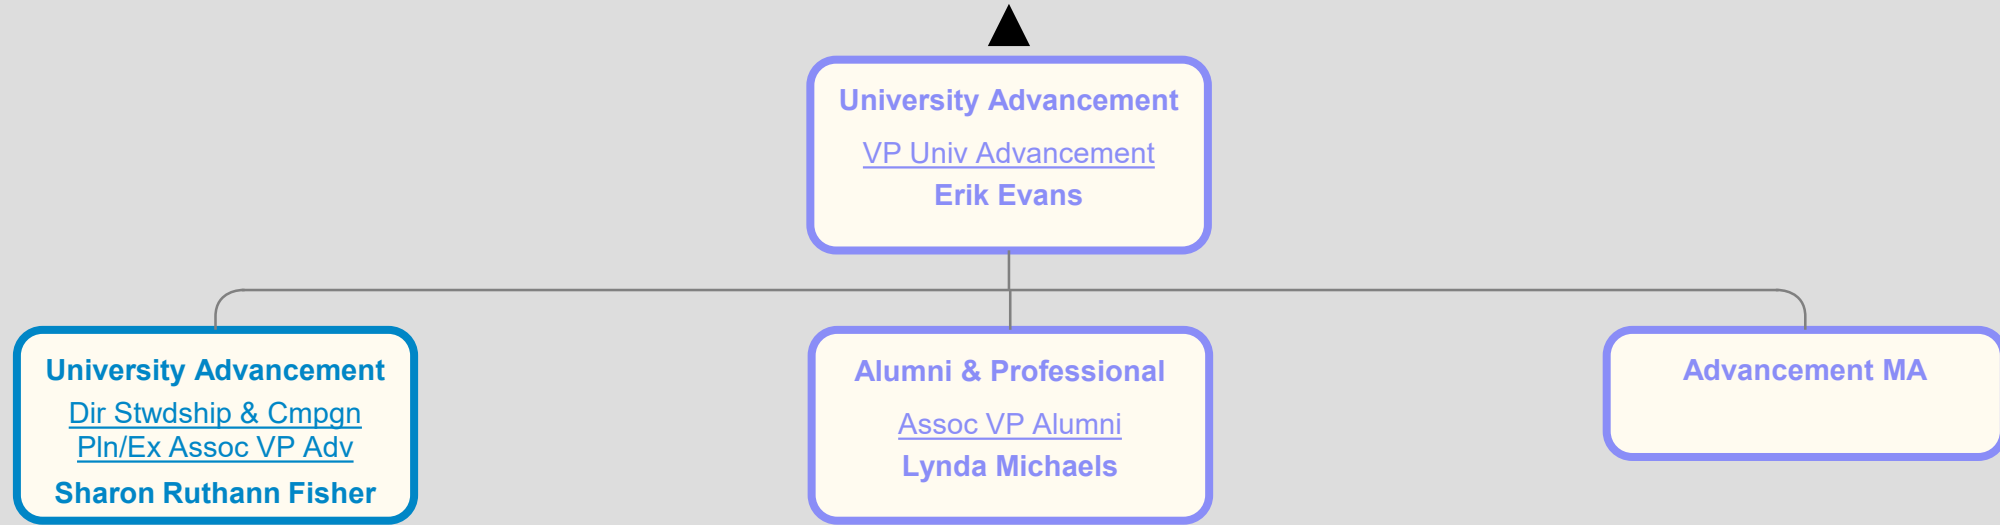 University Advancement
VP Univ Advancement
Erik Evans
University Advancement
Dir Stwdship & Cmpgn
Pln/Ex Assoc VP Adv
Sharon Ruthann Fisher
Alumni & Professional
Assoc VP Alumni
Lynda Michaels
Advancement MA